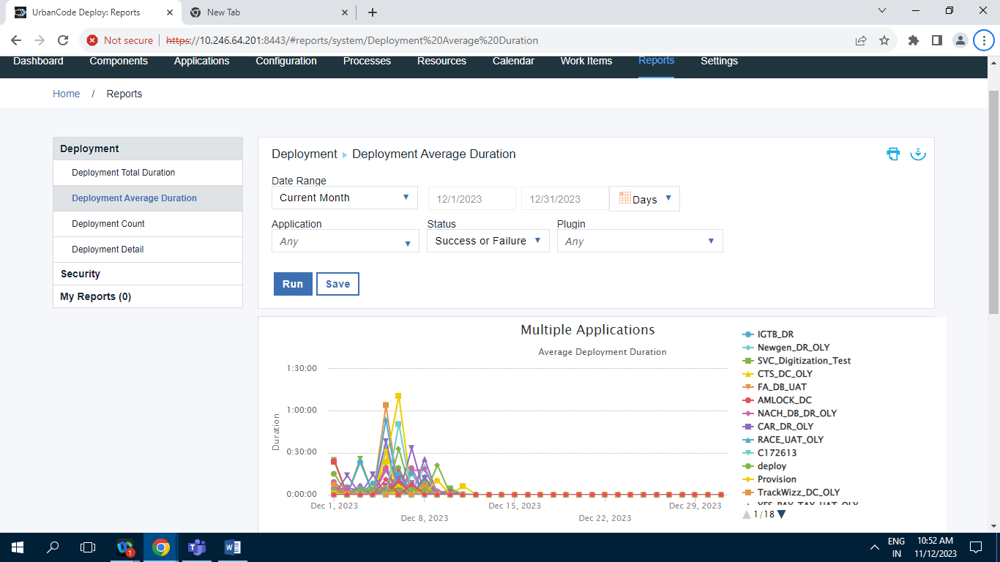 UrbanCode Deploy: Reports
New Tab
Not secure
https://10.246.64.201:8443/#reports/system/Deployment%20Average%20Duration
Dashboard Components Applications Configuration Processes Resources Calendar Work Items Reports Settings
Home / Reports
Deployment
Deployment Total Duration
Deployment Average Duration
Deployment Count
Deployment Detail
Security
My Reports (0)
Deployment Deployment Average Duration
Date Range
Current Month 12/1/2023 12/31/2023 Days
Application Status Plugin
Any Success or Failure Any
Run Save
Multiple Applications
Average Deployment Duration
Duration
1:30:00
1:00:00
0:30:00
0:00:00
Dec 1, 2023
Dec 8, 2023
Dec 15, 2023
Dec 22, 2023
Dec 29, 2023
IGTB_DR
Newgen_DR_OLY
SVC_Digitization_Test
CTS_DC_OLY
FA_DB_UAT
AMLOCK_DC
NACH_DB_DR_OLY
CAR_DR_OLY
RACE_UAT_OLY
C172613
deploy
Provision
TrackWizz_DC_OLY
YES_PAY_TAX_UAT_OLY
1/18
1
ENG
IN
10:52 AM
11/12/2023